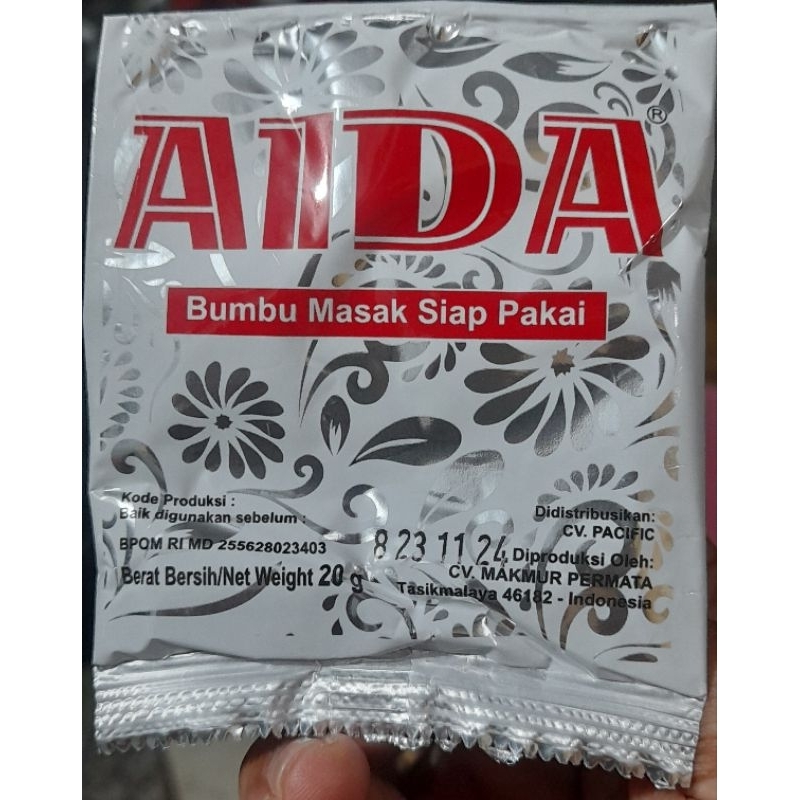 AIDA®
Bumbu Masak Siap Pakai
Kode Produksi :
Baik digunakan sebelum :
BPOM RI MD 255628023403
Berat Bersih/Net Weight 20 g
8 23 11 24
Didistribusikan:
CV. PACIFIC
Diproduksi Oleh:
CV. MAKMUR PERMATA
Tasikmalaya 46182 - Indonesia